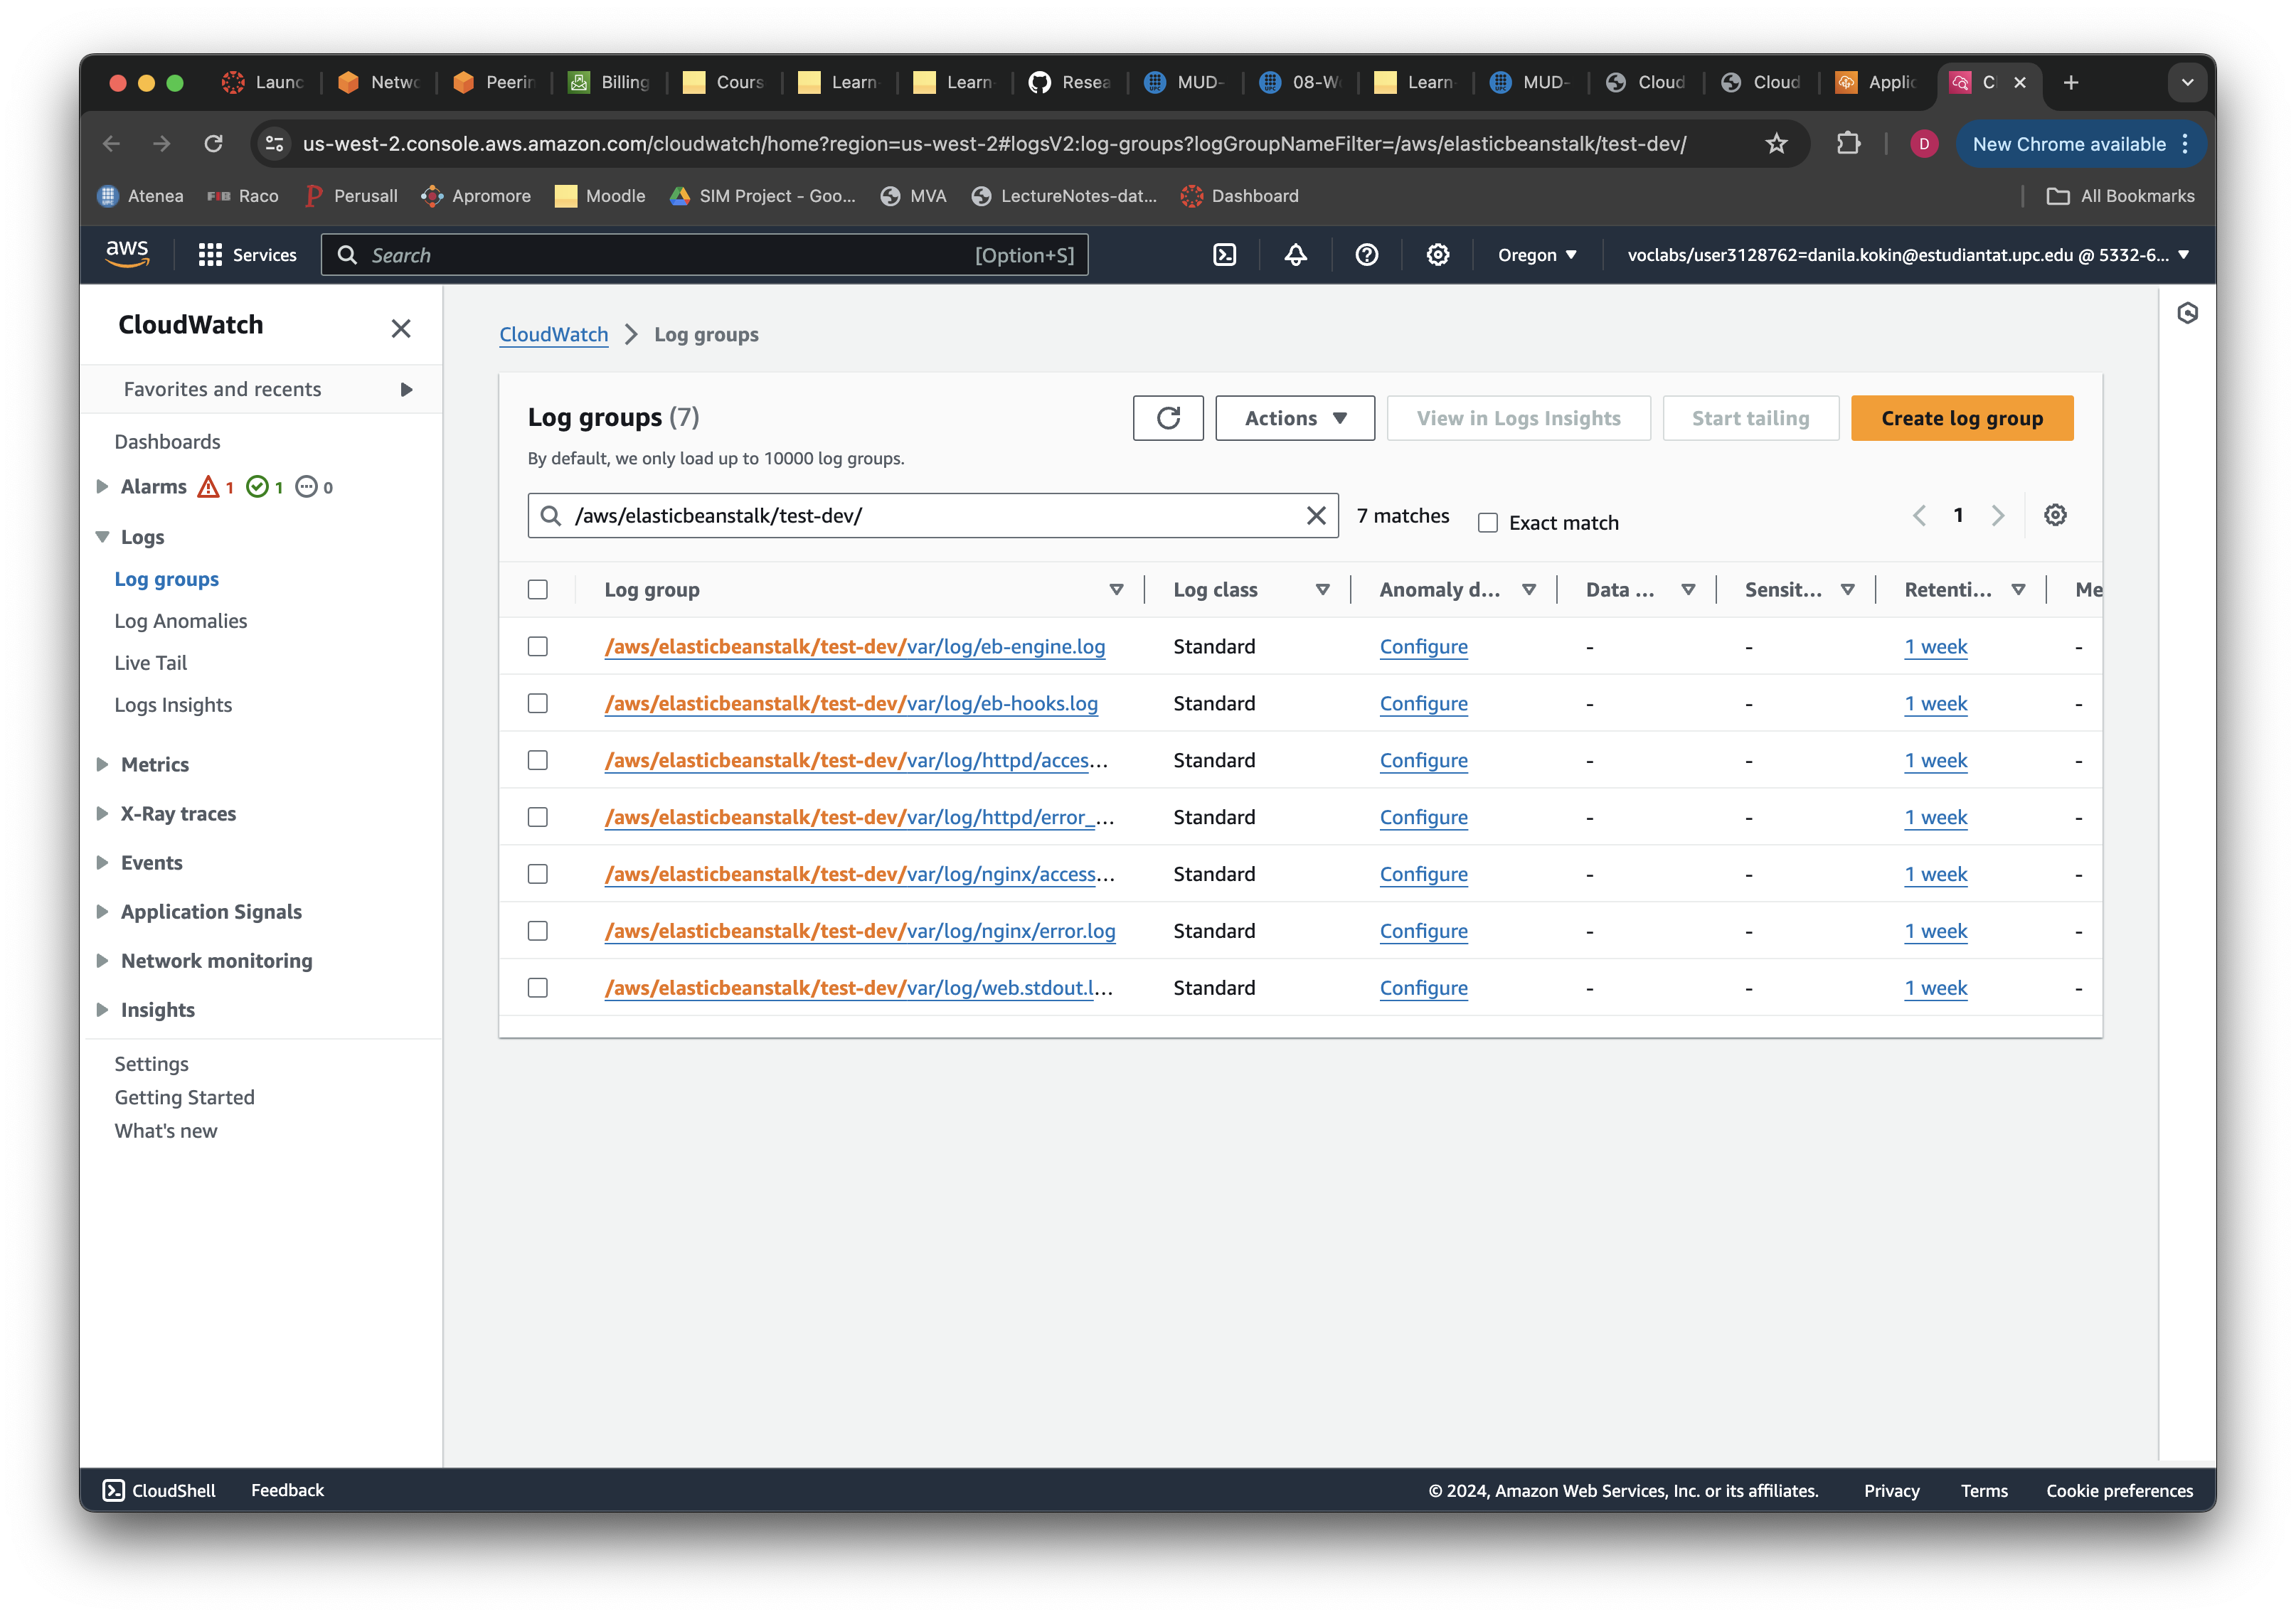 Launc
Netwo
Peerin
Billing
Cours
Learn
Learn
Resea
MUD-
08-W
Learn
MUD-
Cloud
Cloud
Applic
C
us-west-2.console.aws.amazon.com/cloudwatch/home?region=us-west-2#logsV2:log-groups?logGroupNameFilter=/aws/elasticbeanstalk/test-dev/
D
New Chrome available
Atenea
FIB Raco
Perusall
Apromore
Moodle
SIM Project - Goo...
MVA
LectureNotes-dat...
Dashboard
All Bookmarks
aws
Services
Search
[Option+S]
Oregon
voclabs/user3128762=danila.kokin@estudiantat.upc.edu @ 5332-6...
CloudWatch
Favorites and recents
Dashboards
Alarms 1 1 0
Logs
Log groups
Log Anomalies
Live Tail
Logs Insights
Metrics
X-Ray traces
Events
Application Signals
Network monitoring
Insights
Settings
Getting Started
What's new
CloudWatch > Log groups
Log groups (7)
Actions
View in Logs Insights
Start tailing
Create log group
By default, we only load up to 10000 log groups.
/aws/elasticbeanstalk/test-dev/
7 matches
Exact match
1
Log group Log class Anomaly d... Data ... Sensit... Retenti... Me
/aws/elasticbeanstalk/test-dev/var/log/eb-engine.log Standard Configure - - 1 week -
/aws/elasticbeanstalk/test-dev/var/log/eb-hooks.log Standard Configure - - 1 week -
/aws/elasticbeanstalk/test-dev/var/log/httpd/acces... Standard Configure - - 1 week -
/aws/elasticbeanstalk/test-dev/var/log/httpd/error_... Standard Configure - - 1 week -
/aws/elasticbeanstalk/test-dev/var/log/nginx/access... Standard Configure - - 1 week -
/aws/elasticbeanstalk/test-dev/var/log/nginx/error.log Standard Configure - - 1 week -
/aws/elasticbeanstalk/test-dev/var/log/web.stdout.l... Standard Configure - - 1 week -
CloudShell
Feedback
© 2024, Amazon Web Services, Inc. or its affiliates.
Privacy
Terms
Cookie preferences